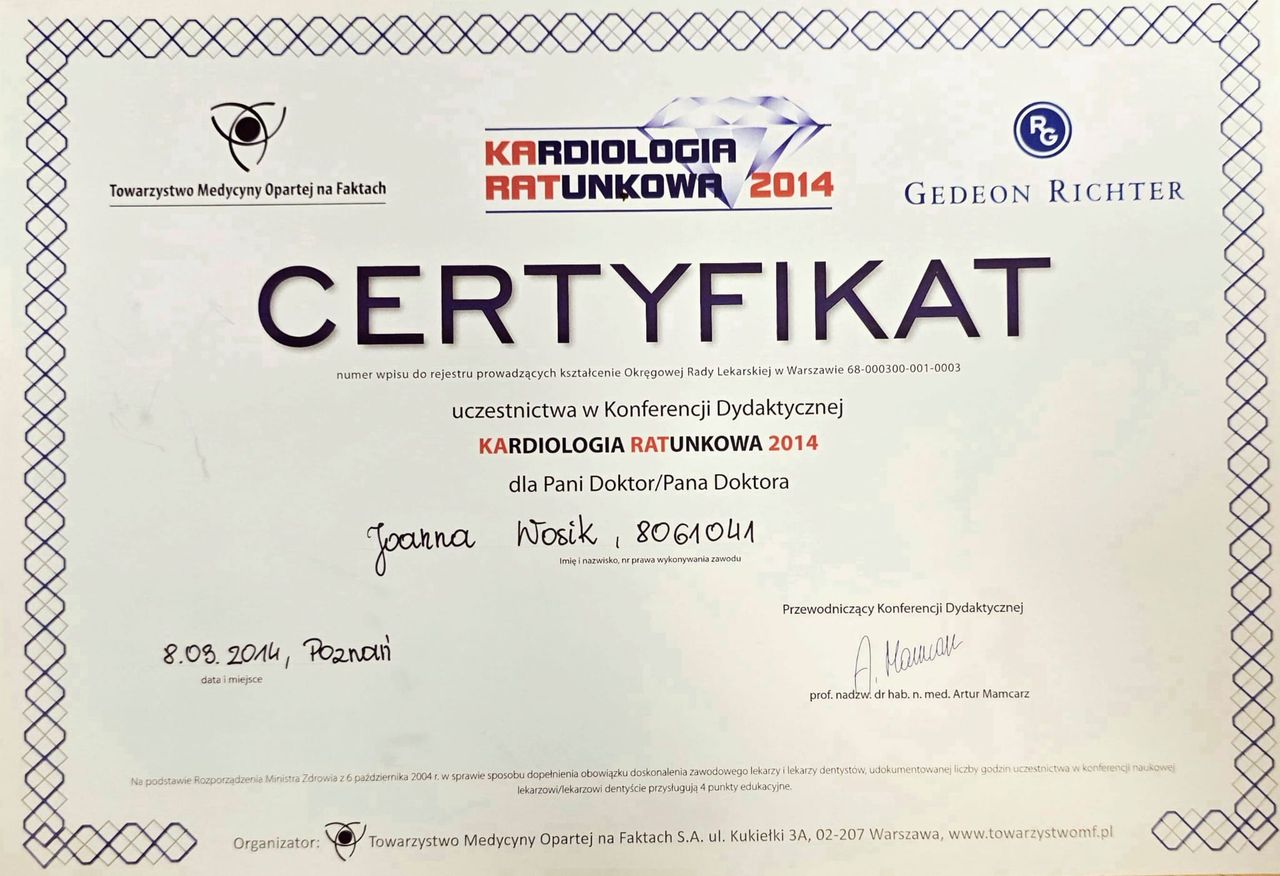 Towarzystwo Medycyny Opartej na Faktach
KARDIOLOGIA
RATUNKOWA 2014
RG
GEDEON RICHTER
CERTYFIKAT
numer wpisu do rejestru prowadzących kształcenie Okręgowej Rady Lekarskiej w Warszawie 68-000300-001-0003
uczestnictwa w Konferencji Dydaktycznej
KARDIOLOGIA RATUNKOWA 2014
dla Pani Doktor/Pana Doktora
Joanna Wosik, 8061041
Imię i nazwisko, nr prawa wykonywania zawodu
Przewodniczący Konferencji Dydaktycznej
8.03.2014, Poznań
data i miejsce
A. Mamcarz
prof. nadzw. dr hab. n. med. Artur Mamcarz
Na podstawie Rozporządzenia Ministra Zdrowia z 6 października 2004 r. w sprawie sposobu dopełnienia obowiązku doskonalenia zawodowego lekarzy i lekarzy dentystów, udokumentowanej liczby godzin uczestnictwa w konferencji naukowej
lekarzowi/lekarzowi dentyście przysługują 4 punkty edukacyjne.
Organizator: Towarzystwo Medycyny Opartej na Faktach S.A. ul. Kukiełki 3A, 02-207 Warszawa, www.towarzystwomf.pl